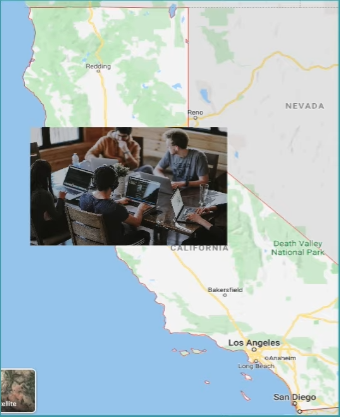 Redding
Reno
NEVADA
CALIFORNIA
Death Valley
National Park
Bakersfield
Los Angeles
Anaheim
Long Beach
San Diego
ellite